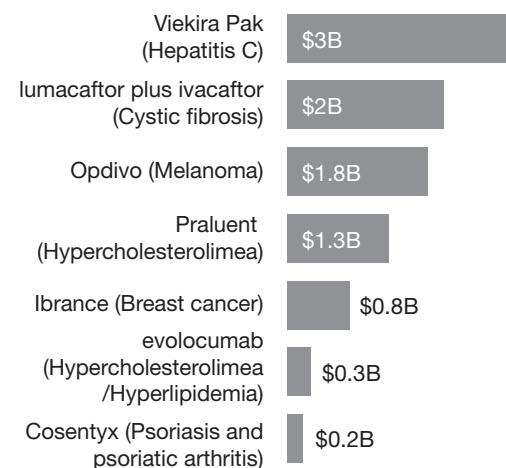 Viekira Pak
(Hepatitis C)
$3B
lumacaftor plus ivacaftor
(Cystic fibrosis)
$2B
Opdivo (Melanoma)
$1.8B
Praluent
(Hypercholesterolimea)
$1.3B
Ibrance (Breast cancer)
$0.8B
evolocumab
(Hypercholesterolimea
/Hyperlipidemia)
$0.3B
Cosentyx (Psoriasis and
psoriatic arthritis)
$0.2B